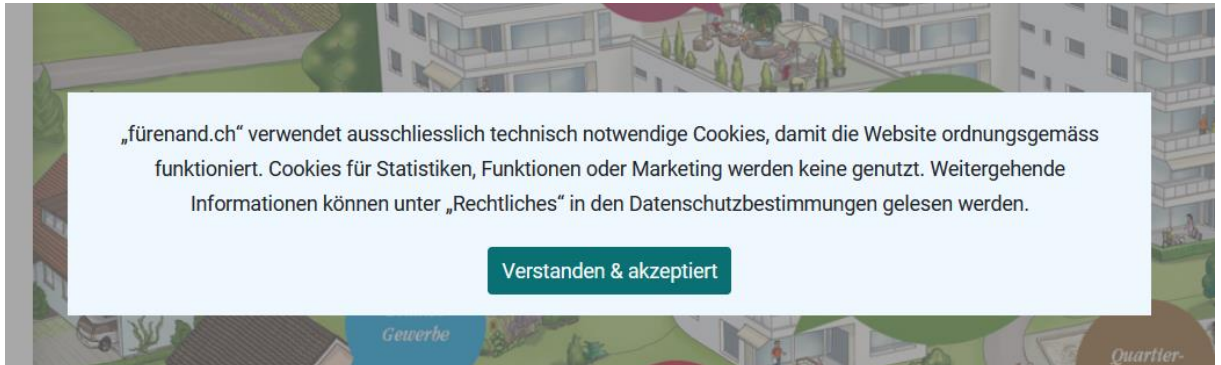 „fürenand.ch“ verwendet ausschliesslich technisch notwendige Cookies, damit die Website ordnungsgemäss
funktioniert. Cookies für Statistiken, Funktionen oder Marketing werden keine genutzt. Weitergehende
Informationen können unter „Rechtliches“ in den Datenschutzbestimmungen gelesen werden.
Verstanden & akzeptiert
Gewerbe
Quartier-